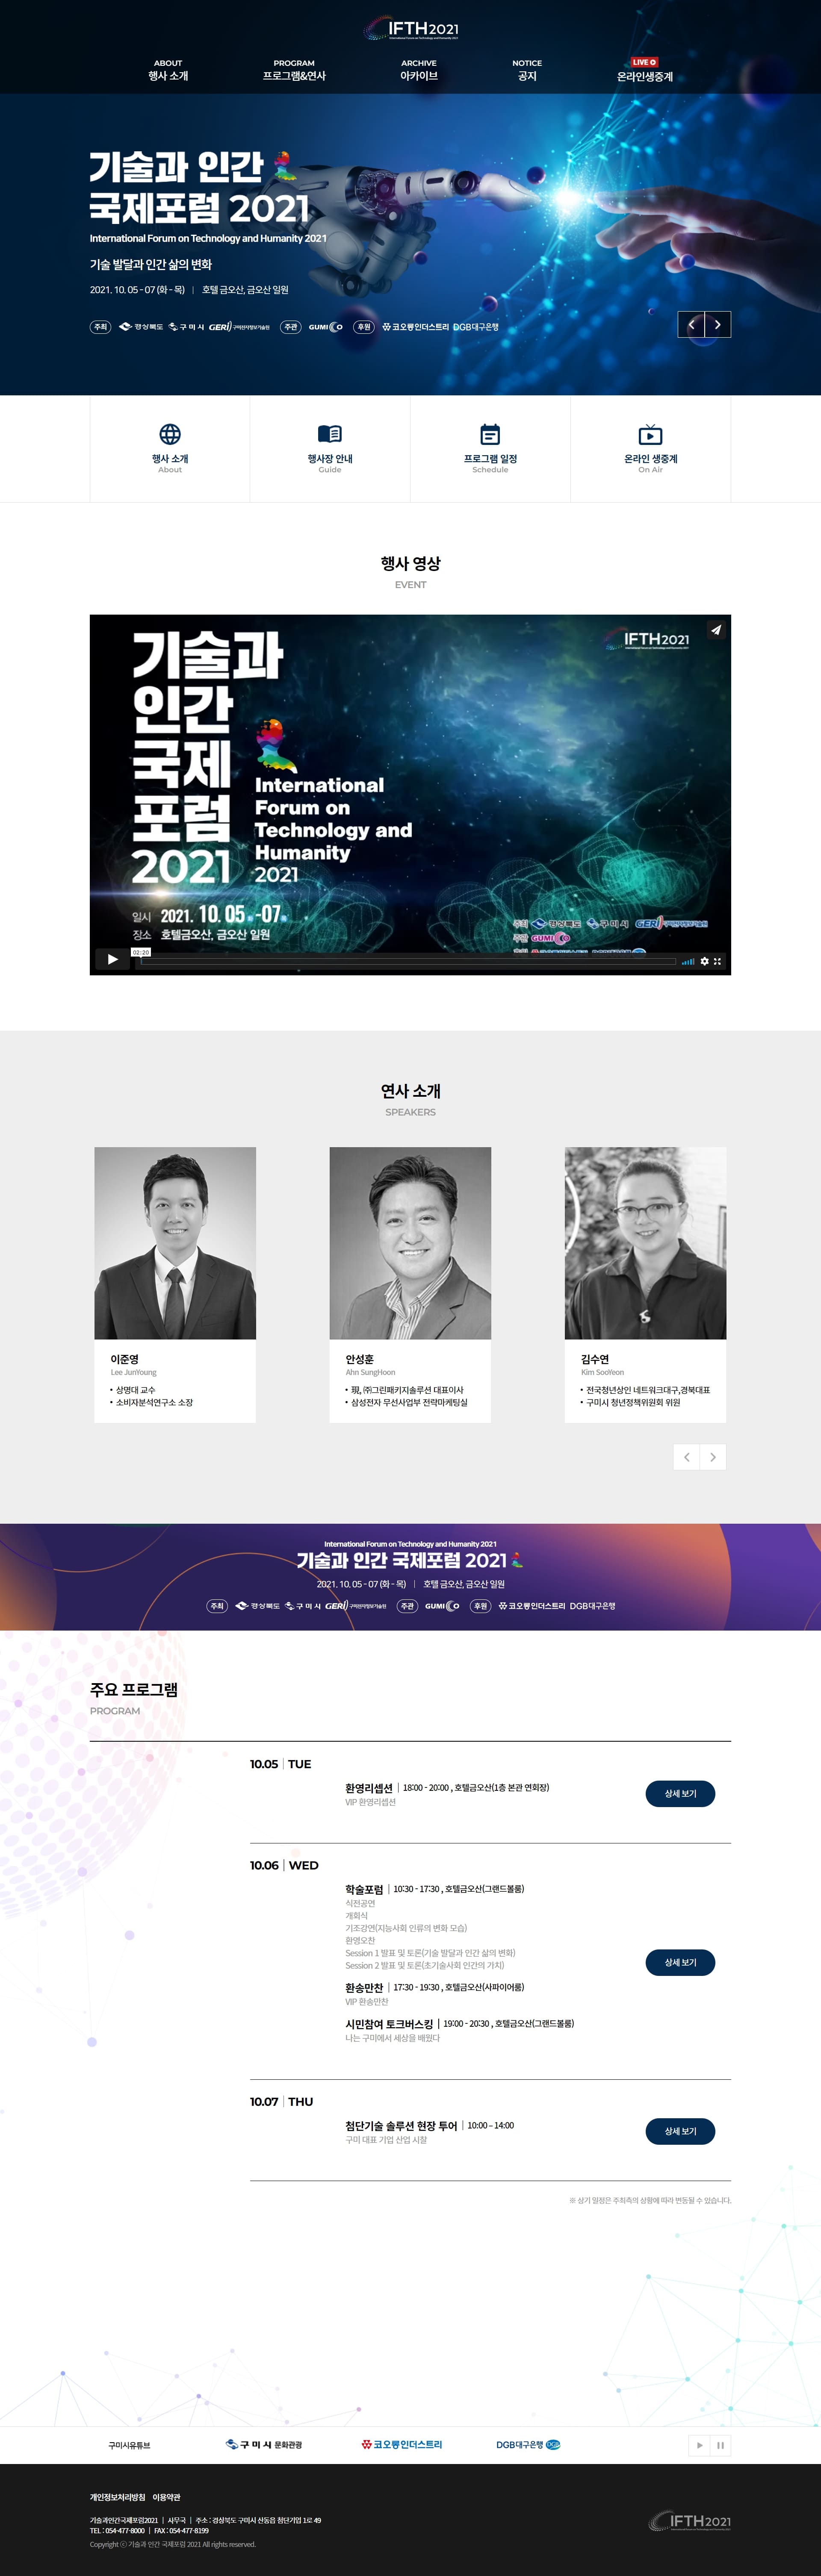 IFTH2021
ABOUT
행사 소개
PROGRAM
프로그램&연사
ARCHIVE
아카이브
NOTICE
공지
LIVE
온라인생중계
기술과 인간
국제포럼 2021
International Forum on Technology and Humanity 2021
기술 발달과 인간 삶의 변화
2021. 10. 05 - 07 (화 - 목) | 호텔 금오산, 금오산 일원
주최 경상북도 구미시 GERI 구미전자정보기술원 주관 GUMICO 후원 코오롱인더스트리 DGB대구은행
행사 소개
About
행사장 안내
Guide
프로그램 일정
Schedule
온라인 생중계
On Air
행사 영상
EVENT
IFTH2021
기술과
인간
국제
포럼
2021
International
Forum on
Technology and
Humanity
2021
일시 2021. 10. 05 -07
장소 호텔금오산, 금오산 일원
주최 경상북도 구미시 GERI
주관 GUMICO
02:20
연사 소개
SPEAKERS
이준영
Lee JunYoung
• 상명대 교수
• 소비자분석연구소 소장
안성훈
Ahn SungHoon
• 現, ㈜그린패키지솔루션 대표이사
• 삼성전자 무선사업부 전략마케팅실
김수연
Kim SooYeon
• 전국청년상인 네트워크대구,경북대표
• 구미시 청년정책위원회 위원
International Forum on Technology and Humanity 2021
기술과 인간 국제포럼 2021
2021. 10. 05 - 07 (화 - 목) | 호텔 금오산, 금오산 일원
주최 경상북도 구미시 GERI 구미전자정보기술원 주관 GUMICO 후원 코오롱인더스트리 DGB대구은행
주요 프로그램
PROGRAM
10.05 | TUE
환영리셉션 | 18:00 - 20:00 , 호텔금오산(1층 본관 연회장)
VIP 환영리셉션
상세 보기
10.06 | WED
학술포럼 | 10:30 - 17:30 , 호텔금오산(그랜드볼룸)
식전공연
개회식
기조강연(지능사회 인류의 변화 모습)
환영오찬
Session 1 발표 및 토론(기술 발달과 인간 삶의 변화)
Session 2 발표 및 토론(초기술사회 인간의 가치)
상세 보기
환송만찬 | 17:30 - 19:30 , 호텔금오산(사파이어룸)
VIP 환송만찬
시민참여 토크버스킹 | 19:00 - 20:30 , 호텔금오산(그랜드볼룸)
나는 구미에서 세상을 배웠다
10.07 | THU
첨단기술 솔루션 현장 투어 | 10:00 – 14:00
구미 대표 기업 산업 시찰
상세 보기
※ 상기 일정은 주최측의 상황에 따라 변동될 수 있습니다.
구미시유튜브
구미시 문화관광
코오롱인더스트리
DGB대구은행 DGB
개인정보처리방침 이용약관
기술과인간국제포럼2021 | 사무국 | 주소 : 경상북도 구미시 산동읍 첨단기업 1로 49
TEL : 054-477-8000 | FAX : 054-477-8199
Copyright ⓒ 기술과 인간 국제포럼 2021 All rights reserved.
IFTH2021